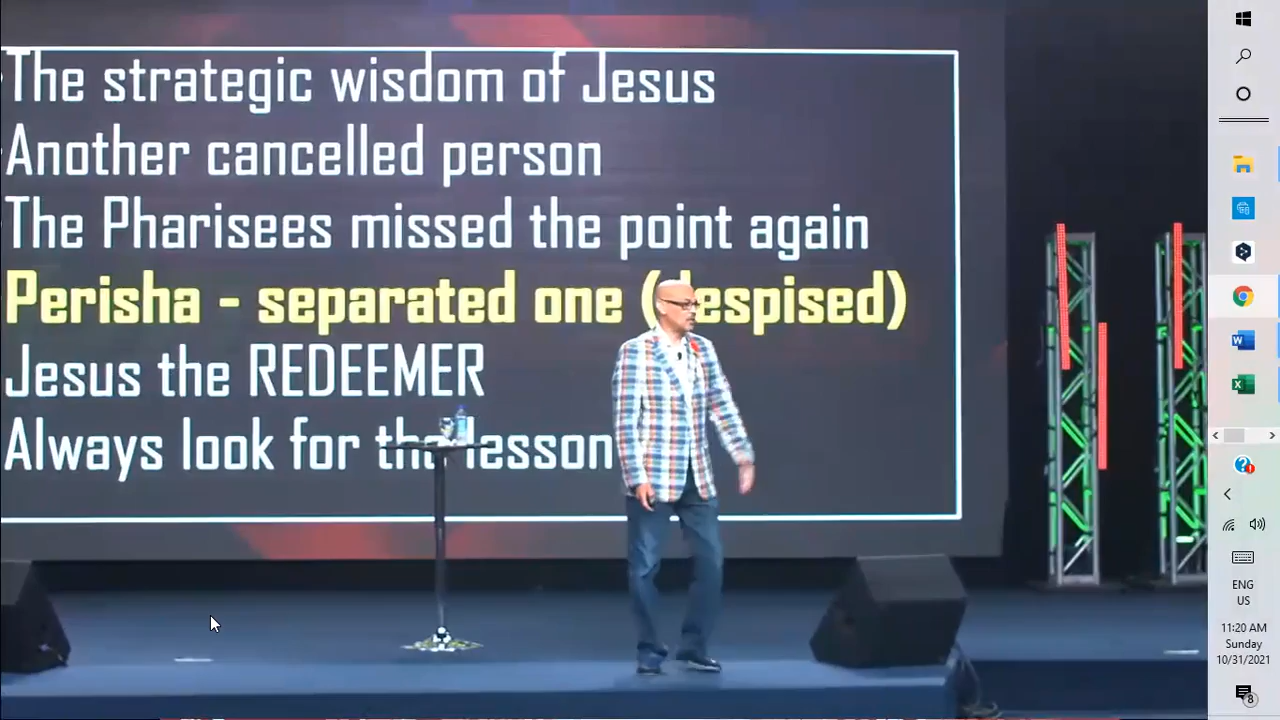 The strategic wisdom of Jesus
Another cancelled person
The Pharisees missed the point again
Perisha - separated one (despised)
Jesus the REDEEMER
Always look for the lesson
ENG
US
11:20 AM
Sunday
10/31/2021
8